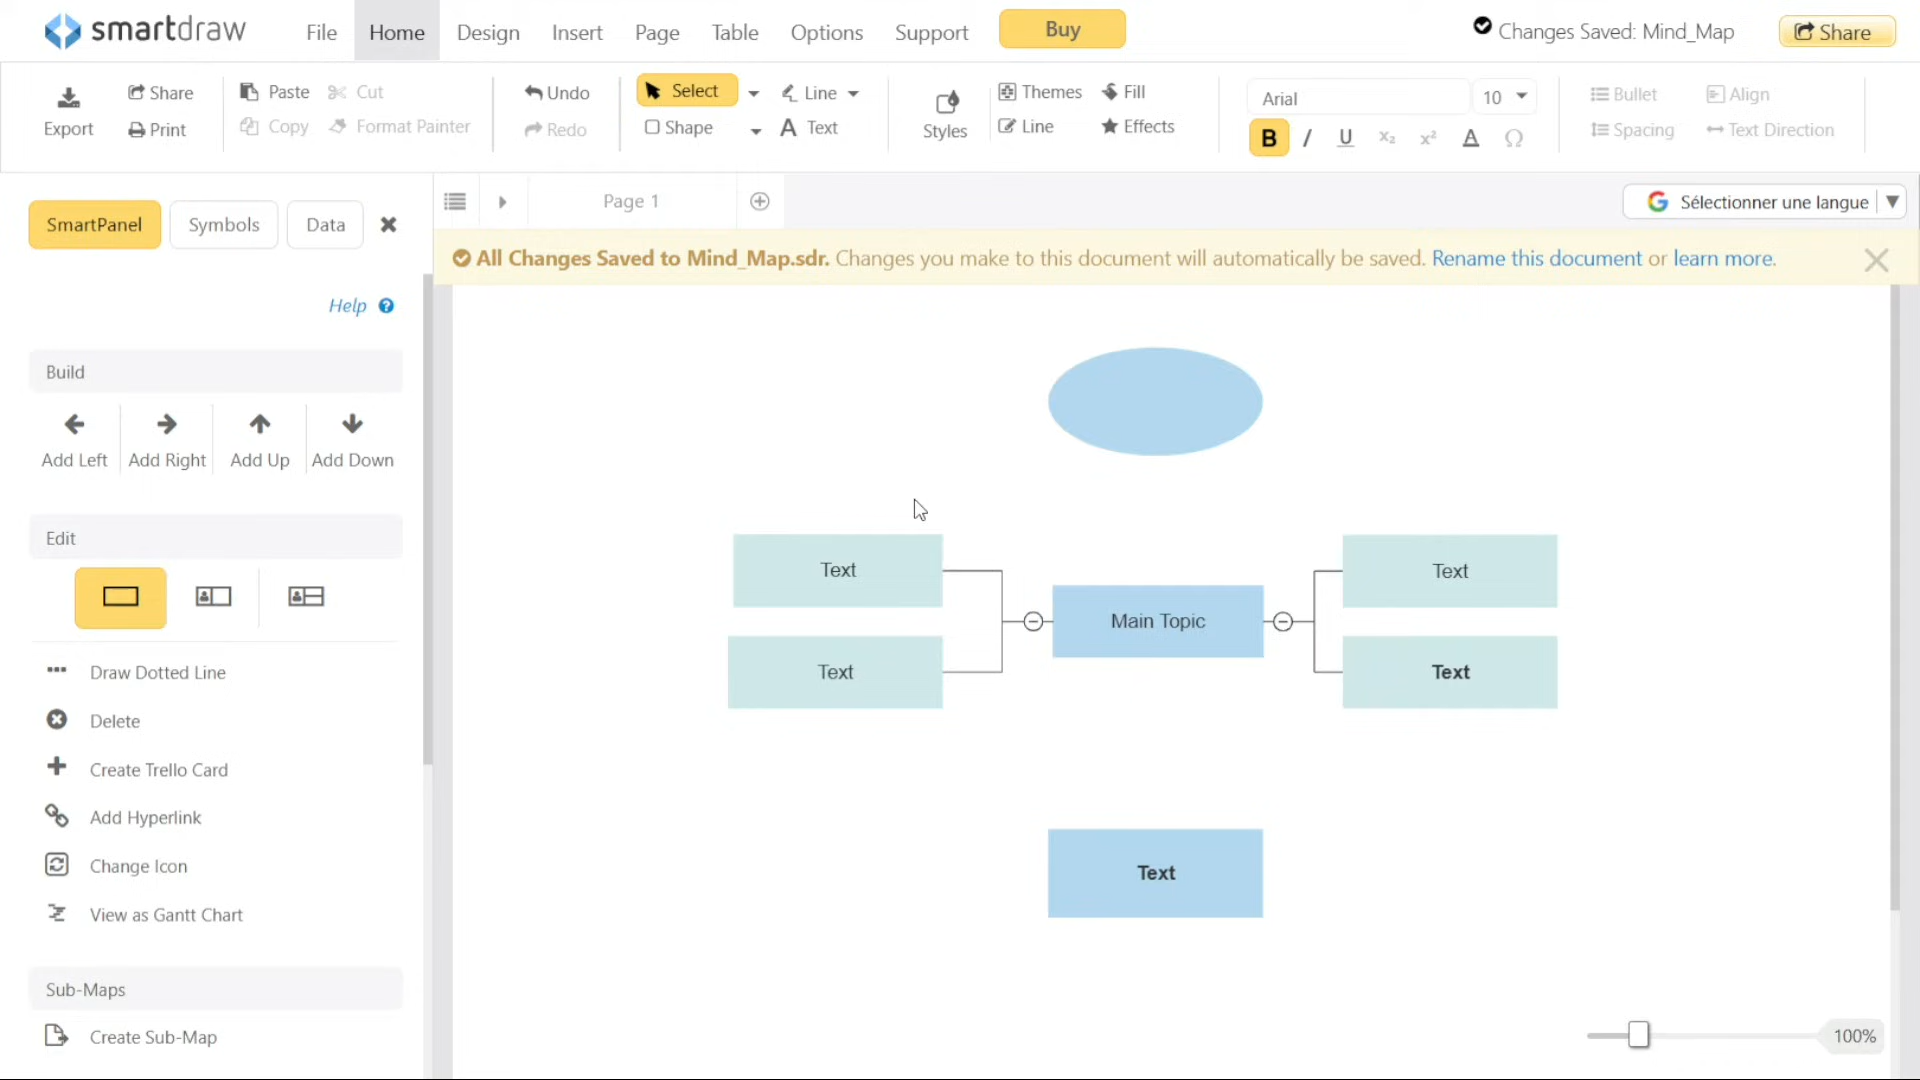 smartdraw
File Home Design Insert Page Table Options Support Buy
Changes Saved: Mind_Map
Share
Export
Share
Print
Paste Cut
Copy Format Painter
Undo
Redo
Select Line
Shape A Text
Styles
Themes Fill
Line Effects
Arial 10
B I U x₂ x² A Ω
Bullet Align
Spacing Text Direction
SmartPanel Symbols Data
Page 1
G Sélectionner une langue
All Changes Saved to Mind_Map.sdr. Changes you make to this document will automatically be saved. Rename this document or learn more.
Help
Build
Add Left Add Right Add Up Add Down
Edit
Draw Dotted Line
Delete
Create Trello Card
Add Hyperlink
Change Icon
View as Gantt Chart
Sub-Maps
Create Sub-Map
Text
Text
Main Topic
Text
Text
Text
100%